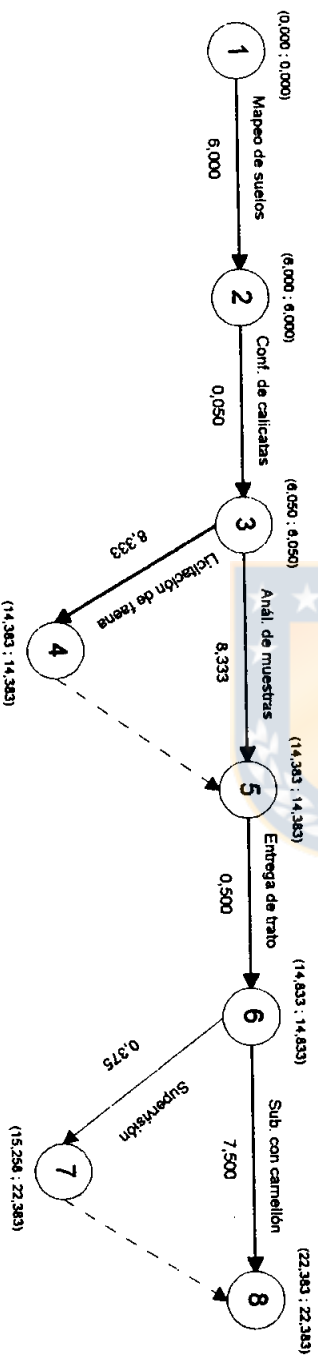 (0,000 ; 0,000)
1
Mapeo de suelos
6,000
(6,000 ; 6,000)
2
Conf. de calicatas
0,050
(6,050 ; 6,050)
3
Anál. de muestras
8,333
Licitación de faena
8,333
4
(14,383 ; 14,383)
(14,383 ; 14,383)
5
Entrega de trato
0,500
(14,833 ; 14,833)
6
Sub. con camellón
7,500
Supervisión
0,375
7
(15,258 ; 22,383)
(22,383 ; 22,383)
8